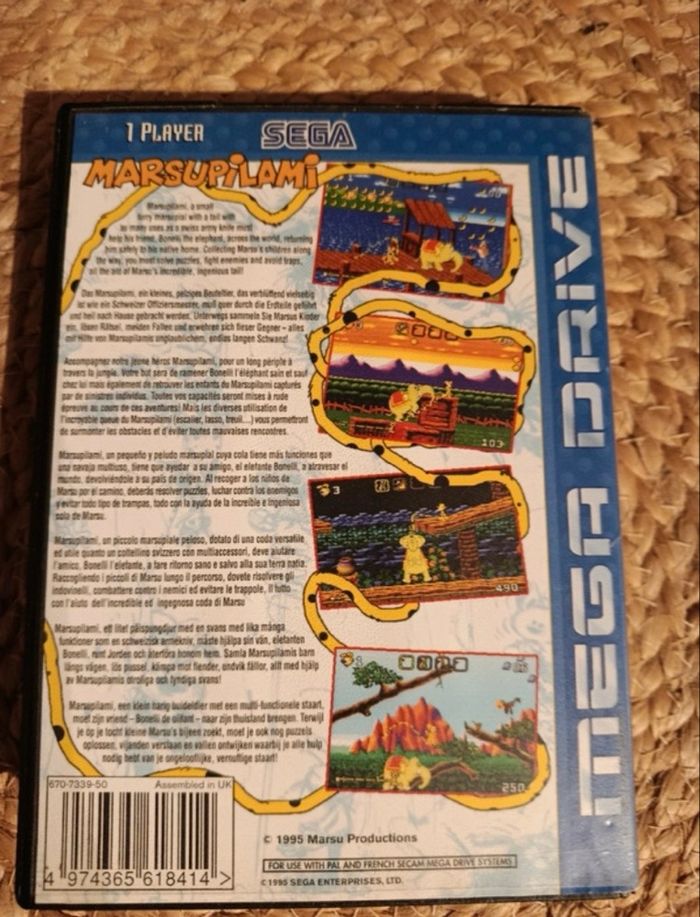 1 PLAYER
SEGA
MARSUPILAMI
Marsupilami, a small
furry marsupial with a tail with
as many uses as a swiss army knife must
help his friend, Bonelli the elephant, across the world, returning
him safely to his native home. Collecting Marsu's children along
the way, you must solve puzzles, fight enemies and avoid traps,
all the aid of Marsu's incredible, ingenious tail!
Das Marsupilami, ein kleines, pelziges Beuteltier, das verblüffend vielseitig
ist wie ein Schweizer Offiziersmesser, muß quer durch die Erdteile geführt
und heil nach Hause gebracht werden. Unterwegs sammeln Sie Marsus Kinder
ein, lösen Rätsel, meiden Fallen und erwehren sich fieser Gegner – alles
mit Hilfe von Marsupilamis unglaublichem, endlos langen Schwanz!
Accompagnez notre jeune héros Marsupilami, pour un long périple à
travers la jungle. Votre but sera de ramener Bonelli l'éléphant sain et sauf
chez lui mais également de retrouver les enfants du Marsupilami capturés
par de sinistres individus. Toutes vos capacités seront mises à rude
épreuve au cours de ces aventures! Mais les diverses utilisation de
l'incroyable queue du Marsupilami (escalier, lasso, treuil...) vous permettront
de surmonter les obstacles et d'éviter toutes mauvaises rencontres.
Marsupilami, un pequeño y peludo marsupial cuya cola tiene más funciones que
una navaja multiuso, tiene que ayudar a su amigo, el elefante Bonelli, a atravesar el
mundo, devolviéndole a su país de origen. Al recoger a los niños de
Marsu por el camino, deberás resolver puzzles, luchar contra los enemigos
y evitar todo tipo de trampas, todo con la ayuda de la increíble e ingeniosa
cola de Marsu.
Marsupilami, un piccolo marsupiale peloso, dotato di una coda versatile
ed utile quanto un coltellino svizzero con multiaccessori, deve aiutare
l'amico, Bonelli l'elefante, a fare ritorno sano e salvo alla sua terra natia.
Raccogliendo i piccoli di Marsu lungo il percorso, dovete risolvere gli
indovinelli, combattere contro i nemici ed evitare le trappole, il tutto
con l'aiuto dell'incredibile ed ingegnosa coda di Marsu
Marsupilami, ett litet pälspungdjur med en svans med lika många
funktioner som en schweizisk armékniv, måste hjälpa sin vän, elefanten
Bonelli, runt Jorden och återföra honom hem. Samla Marsupilamis barn
längs vägen, lös pussel, kämpa mot fiender, undvik fällor, allt med hjälp
av Marsupilamis otroliga och fyndiga svans!
Marsupilami, een klein harig buideldier met een multi-functionele staart,
moet zijn vriend – Bonelli de olifant – naar zijn thuisland brengen. Terwijl
je op je tocht kleine Marsu's bijeen zoekt, moet je ook nog puzzels
oplossen, vijanden verslaan en vallen ontwijken waarbij je alle hulp
nodig hebt van je ongelooflijke, vernuftige staart!
103
3
490
1
250
MEGA DRIVE
670-7339-50
Assembled in UK
4 974365 618414 >
© 1995 Marsu Productions
FOR USE WITH PAL AND FRENCH SECAM MEGA DRIVE SYSTEMS
© 1995 SEGA ENTERPRISES, LTD.